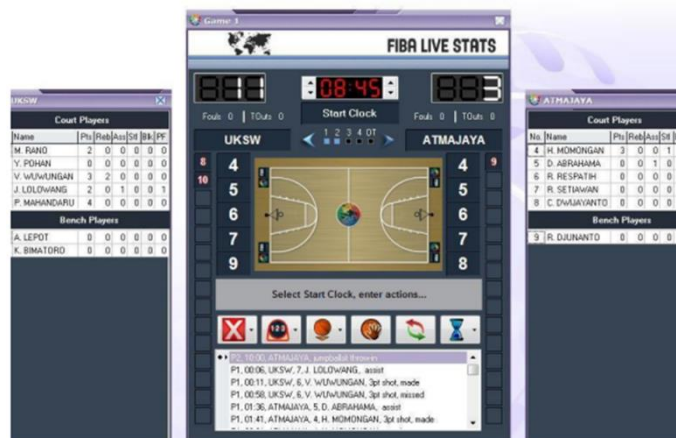 Game 1
FIBA LIVE STATS
11 08:45 3
Fouls 0 | TOuts 0 Start Clock Fouls 0 | TOuts 0
UKSW 1 2 3 4 OT ATMAJAYA
8 4 4 9
10 5 5
6 6
7 7
9 8
Select Start Clock, enter actions...
P2, 10:00, ATMAJAYA, jumpball throw-in
P1, 00:06, UKSW, 7, J. LOLOWANG, assist
P1, 00:11, UKSW, 6, V. WUWUNGAN, 3pt shot, made
P1, 00:58, UKSW, 6, V. WUWUNGAN, 3pt shot, missed
P1, 01:36, ATMAJAYA, 5, D. ABRAHAMA, assist
P1, 01:41, ATMAJAYA, 4, H. MOMONGAN, 3pt shot, made
UKSW
Court Players
Name Pts Reb Ass Stl Blk PF
M. RANO 2 0 0 0 0 0
Y. POHAN 0 0 0 0 0 0
V. WUWUNGAN 3 2 0 0 0 0
J. LOLOWANG 2 0 1 0 0 1
P. MAHANDARU 4 0 0 0 0 0
Bench Players
A. LEPOT 0 0 0 0 0 0
K. BIMATORO 0 0 0 0 0 0
ATMAJAYA
Court Players
No. Name Pts Reb Ass Stl
4 H. MOMONGAN 3 0 0 1
5 D. ABRAHAMA 0 0 1 0
6 R. RESPATIH 0 0 0 0
7 R. SETIAWAN 0 0 0 0
8 C. DWIJAYANTO 0 0 0 0
Bench Players
9 R. DJUNANTO 0 0 0 0